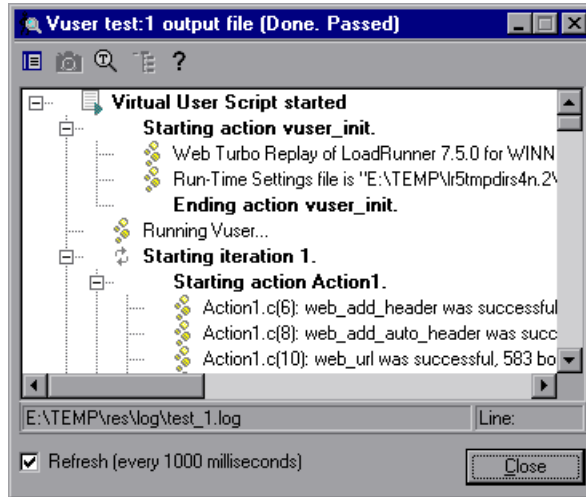 Vuser test:1 output file (Done. Passed)
?
Virtual User Script started
Starting action vuser_init.
Web Turbo Replay of LoadRunner 7.5.0 for WINN
Run-Time Settings file is "E:\TEMP\lr5tmpdirs4n.2\
Ending action vuser_init.
Running Vuser...
Starting iteration 1.
Starting action Action1.
Action1.c(6): web_add_header was successful
Action1.c(8): web_add_auto_header was succ
Action1.c(10): web_url was successful, 583 bo
E:\TEMP\res\log\test_1.log
Line:
Refresh (every 1000 milliseconds)
Close